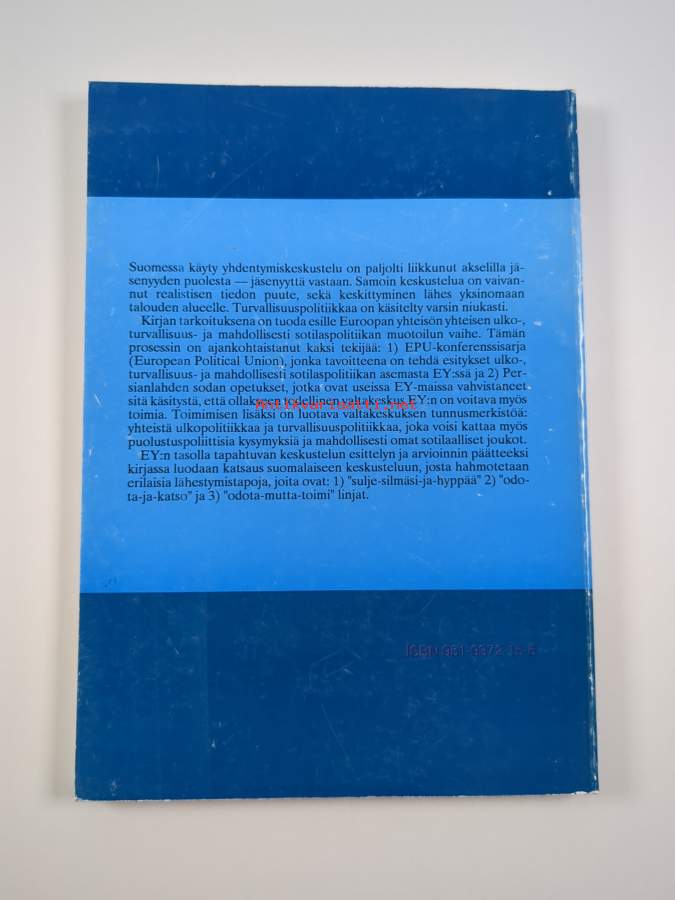 Suomessa käyty yhdentymiskeskustelu on paljolti liikkunut akselilla jä-
senyyden puolesta — jäsenyyttä vastaan. Samoin keskustelua on vaivan-
nut realistisen tiedon puute, sekä keskittyminen lähes yksinomaan
talouden alueelle. Turvallisuuspolitiikkaa on käsitelty varsin niukasti.
Kirjan tarkoituksena on tuoda esille Euroopan yhteisön yhteisen ulko-,
turvallisuus- ja mahdollisesti sotilaspolitiikan muotoilun vaihe. Tämän
prosessin on ajankohtaistanut kaksi tekijää: 1) EPU-konferenssisarja
(European Political Union), jonka tavoitteena on tehdä esitykset ulko-,
turvallisuus- ja mahdollisesti sotilaspolitiikan asemasta EY:ssä ja 2) Per-
sianlahden sodan opetukset, jotka ovat useissa EY-maissa vahvistaneet
sitä käsitystä, että ollakseen todellinen valtakeskus EY:n on voitava myös
toimia. Toimimisen lisäksi on luotava valtakeskuksen tunnusmerkistöä:
yhteistä ulkopolitiikkaa ja turvallisuuspolitiikkaa, joka voisi kattaa myös
puolustuspoliittisia kysymyksiä ja mahdollisesti omat sotilaalliset joukot.
EY:n tasolla tapahtuvan keskustelun esittelyn ja arvioinnin päätteeksi
kirjassa luodaan katsaus suomalaiseen keskusteluun, josta hahmotetaan
erilaisia lähestymistapoja, joita ovat: 1) "sulje-silmäsi-ja-hyppää" 2) "odo-
ta-ja-katso" ja 3) "odota-mutta-toimi" linjat.
ISBN 951-9372-15-5